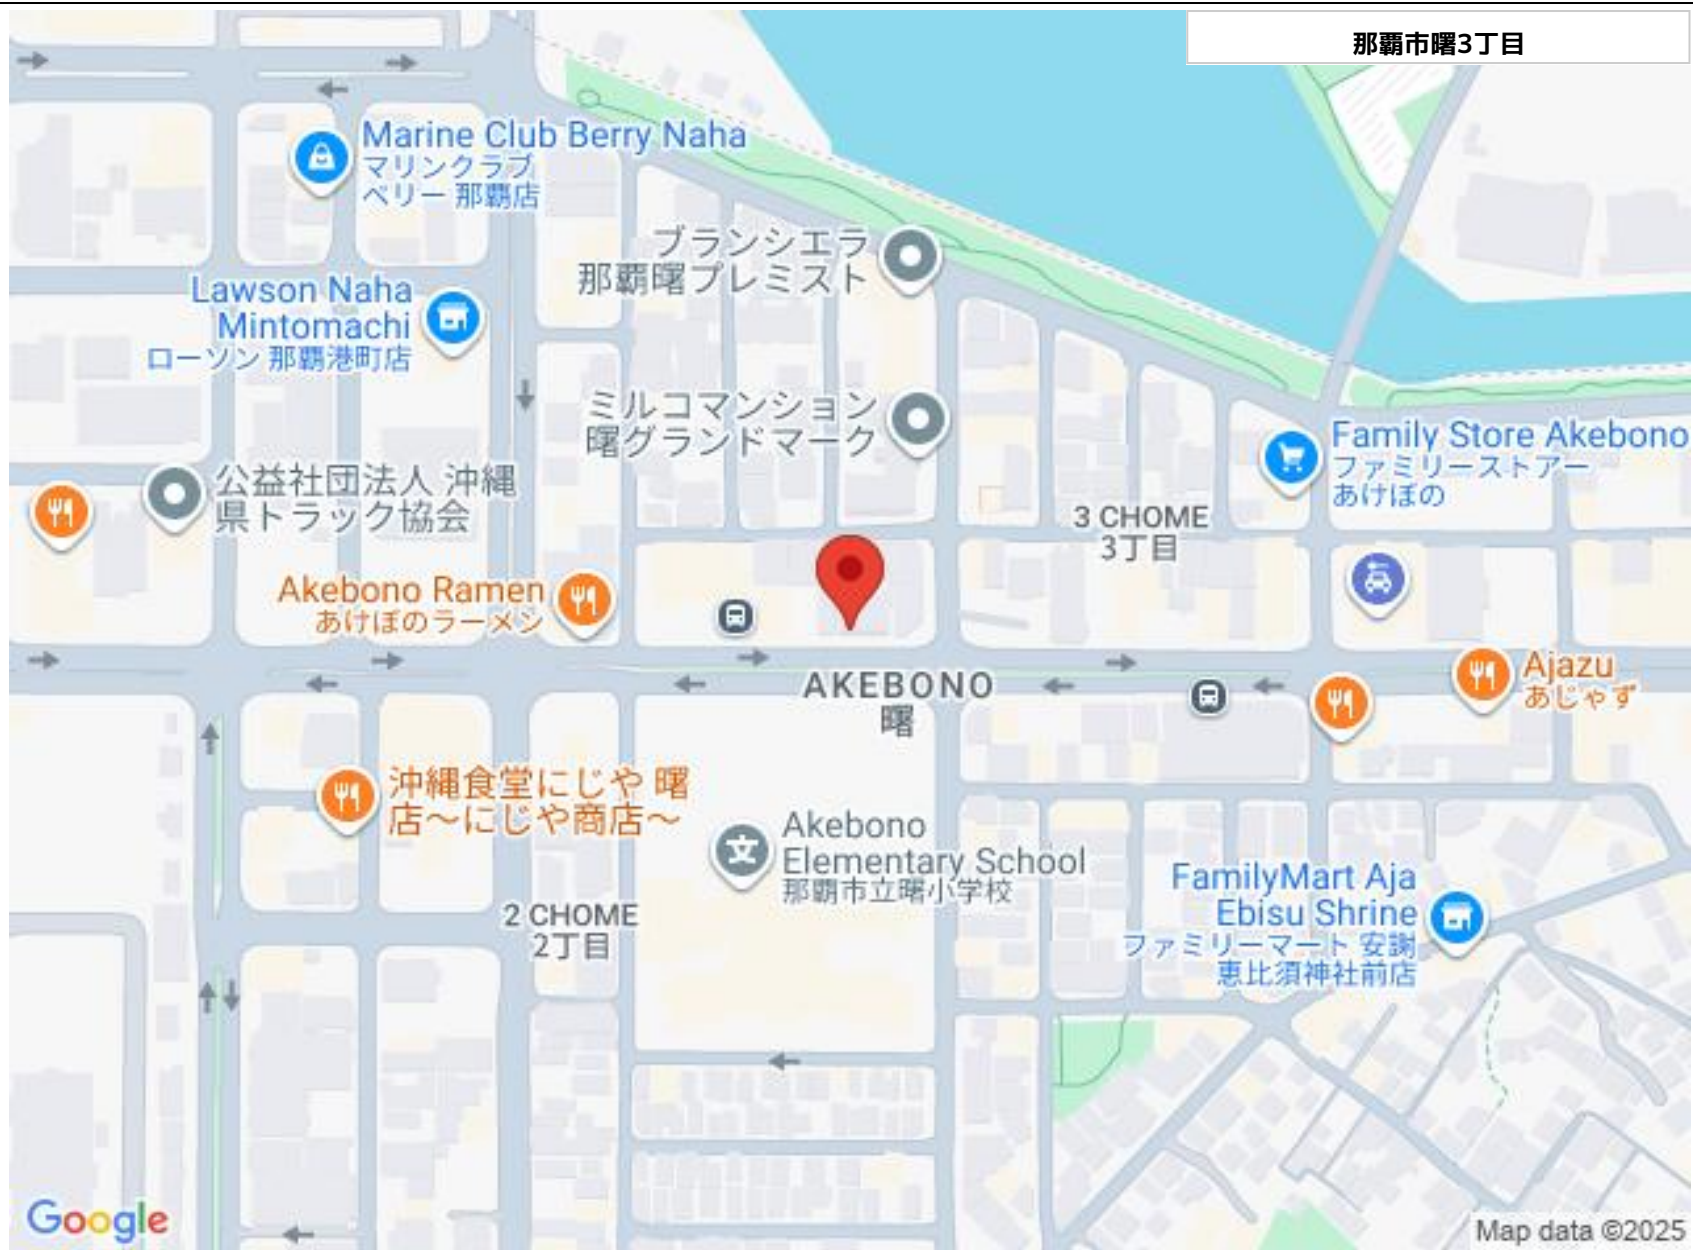 那覇市曙3丁目
Marine Club Berry Naha
マリンクラブ
ベリー 那覇店
ブランシエラ
那覇曙プレミスト
Lawson Naha
Mintomachi
ローソン 那覇港町店
ミルコマンション
曙グランドマーク
Family Store Akebono
ファミリーストアー
あけぼの
公益社団法人 沖縄
県トラック協会
3 CHOME
3丁目
Akebono Ramen
あけぼのラーメン
AKEBONO
曙
Ajazu
あじゃず
沖縄食堂にじや 曙
店～にじや商店～
文
Akebono
Elementary School
那覇市立曙小学校
FamilyMart Aja
Ebisu Shrine
ファミリーマート 安謝
恵比須神社前店
2 CHOME
2丁目
Google
Map data ©2025